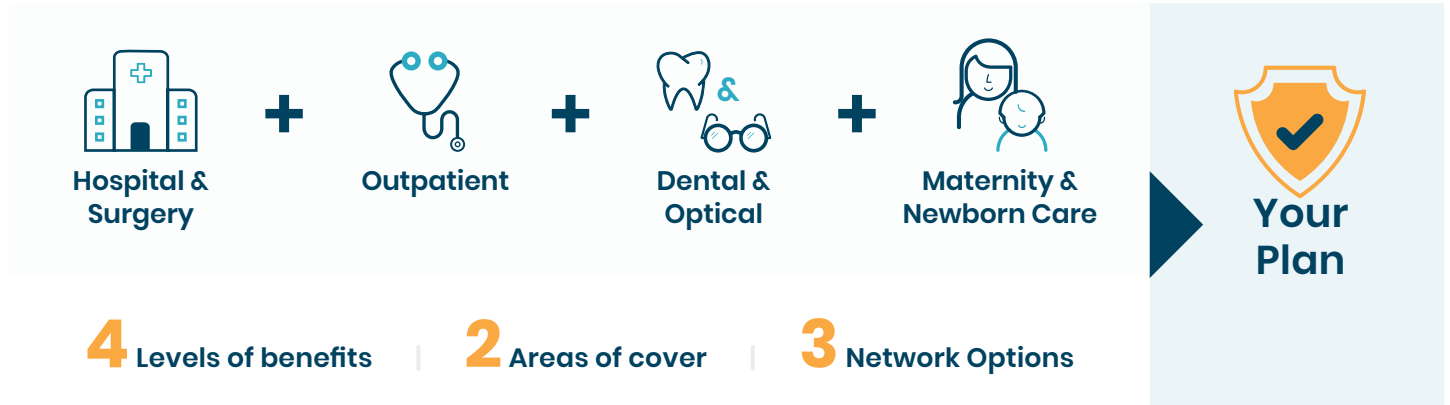 Hospital &
Surgery
+
Outpatient
+
&
Dental &
Optical
+
Maternity &
Newborn Care
Your
Plan
4 Levels of benefits | 2 Areas of cover | 3 Network Options